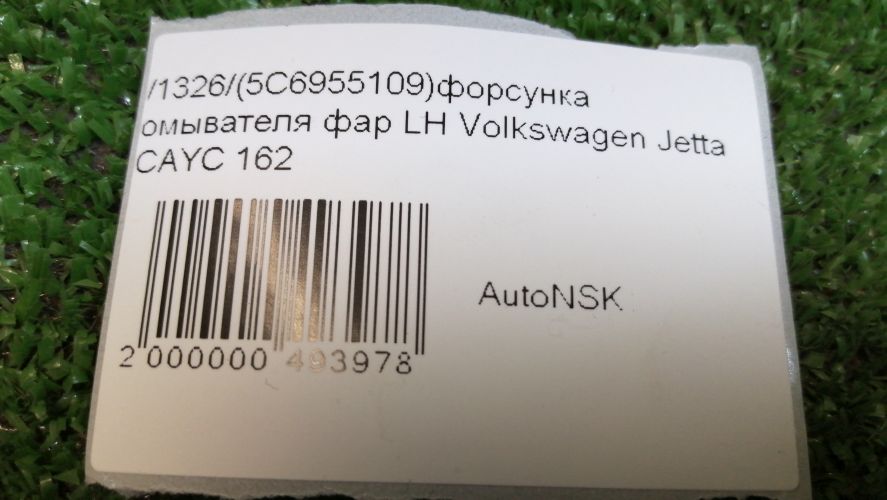 /1326/(5C6955109)форсунка
омывателя фар LH Volkswagen Jetta
CAYC 162
AutoNSK
2 000000 493978